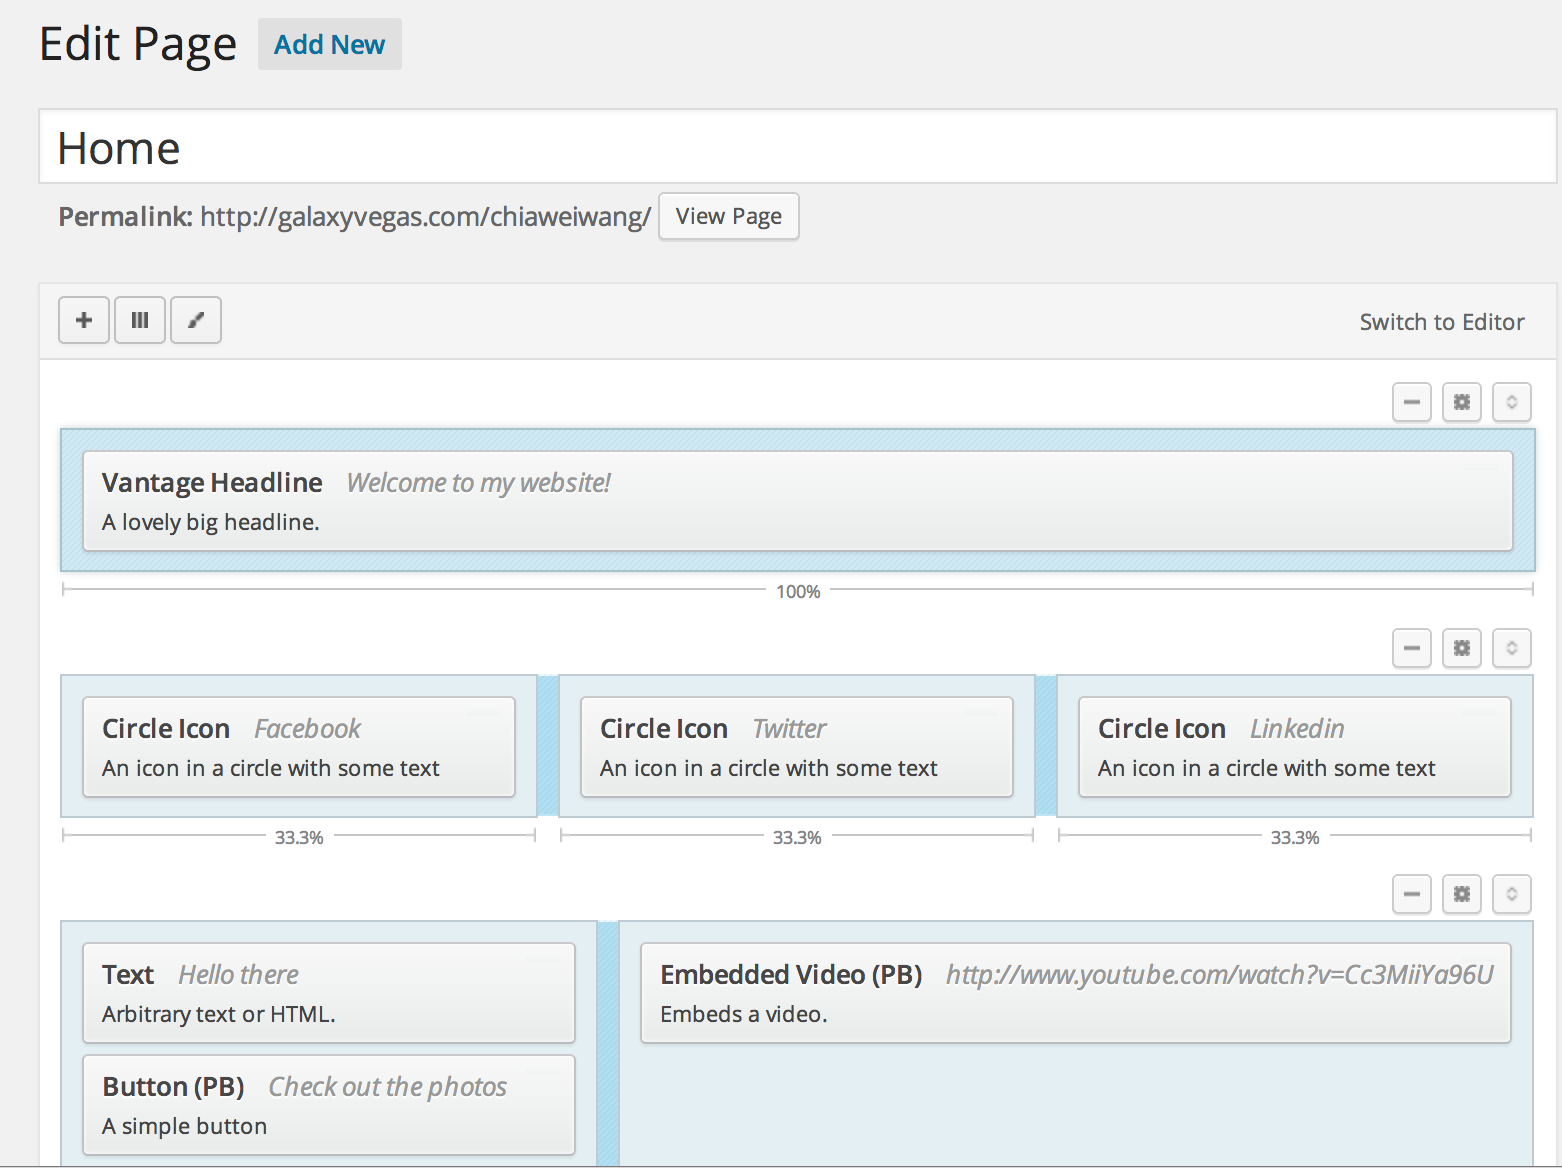 Edit Page Add New
Home
Permalink: http://galaxyvegas.com/chiaweiwang/ View Page
Switch to Editor
Vantage Headline Welcome to my website!
A lovely big headline.
100%
Circle Icon Facebook
An icon in a circle with some text
Circle Icon Twitter
An icon in a circle with some text
Circle Icon Linkedin
An icon in a circle with some text
33.3% 33.3% 33.3%
Text Hello there
Arbitrary text or HTML.
Button (PB) Check out the photos
A simple button
Embedded Video (PB) http://www.youtube.com/watch?v=Cc3MiiYa96U
Embeds a video.